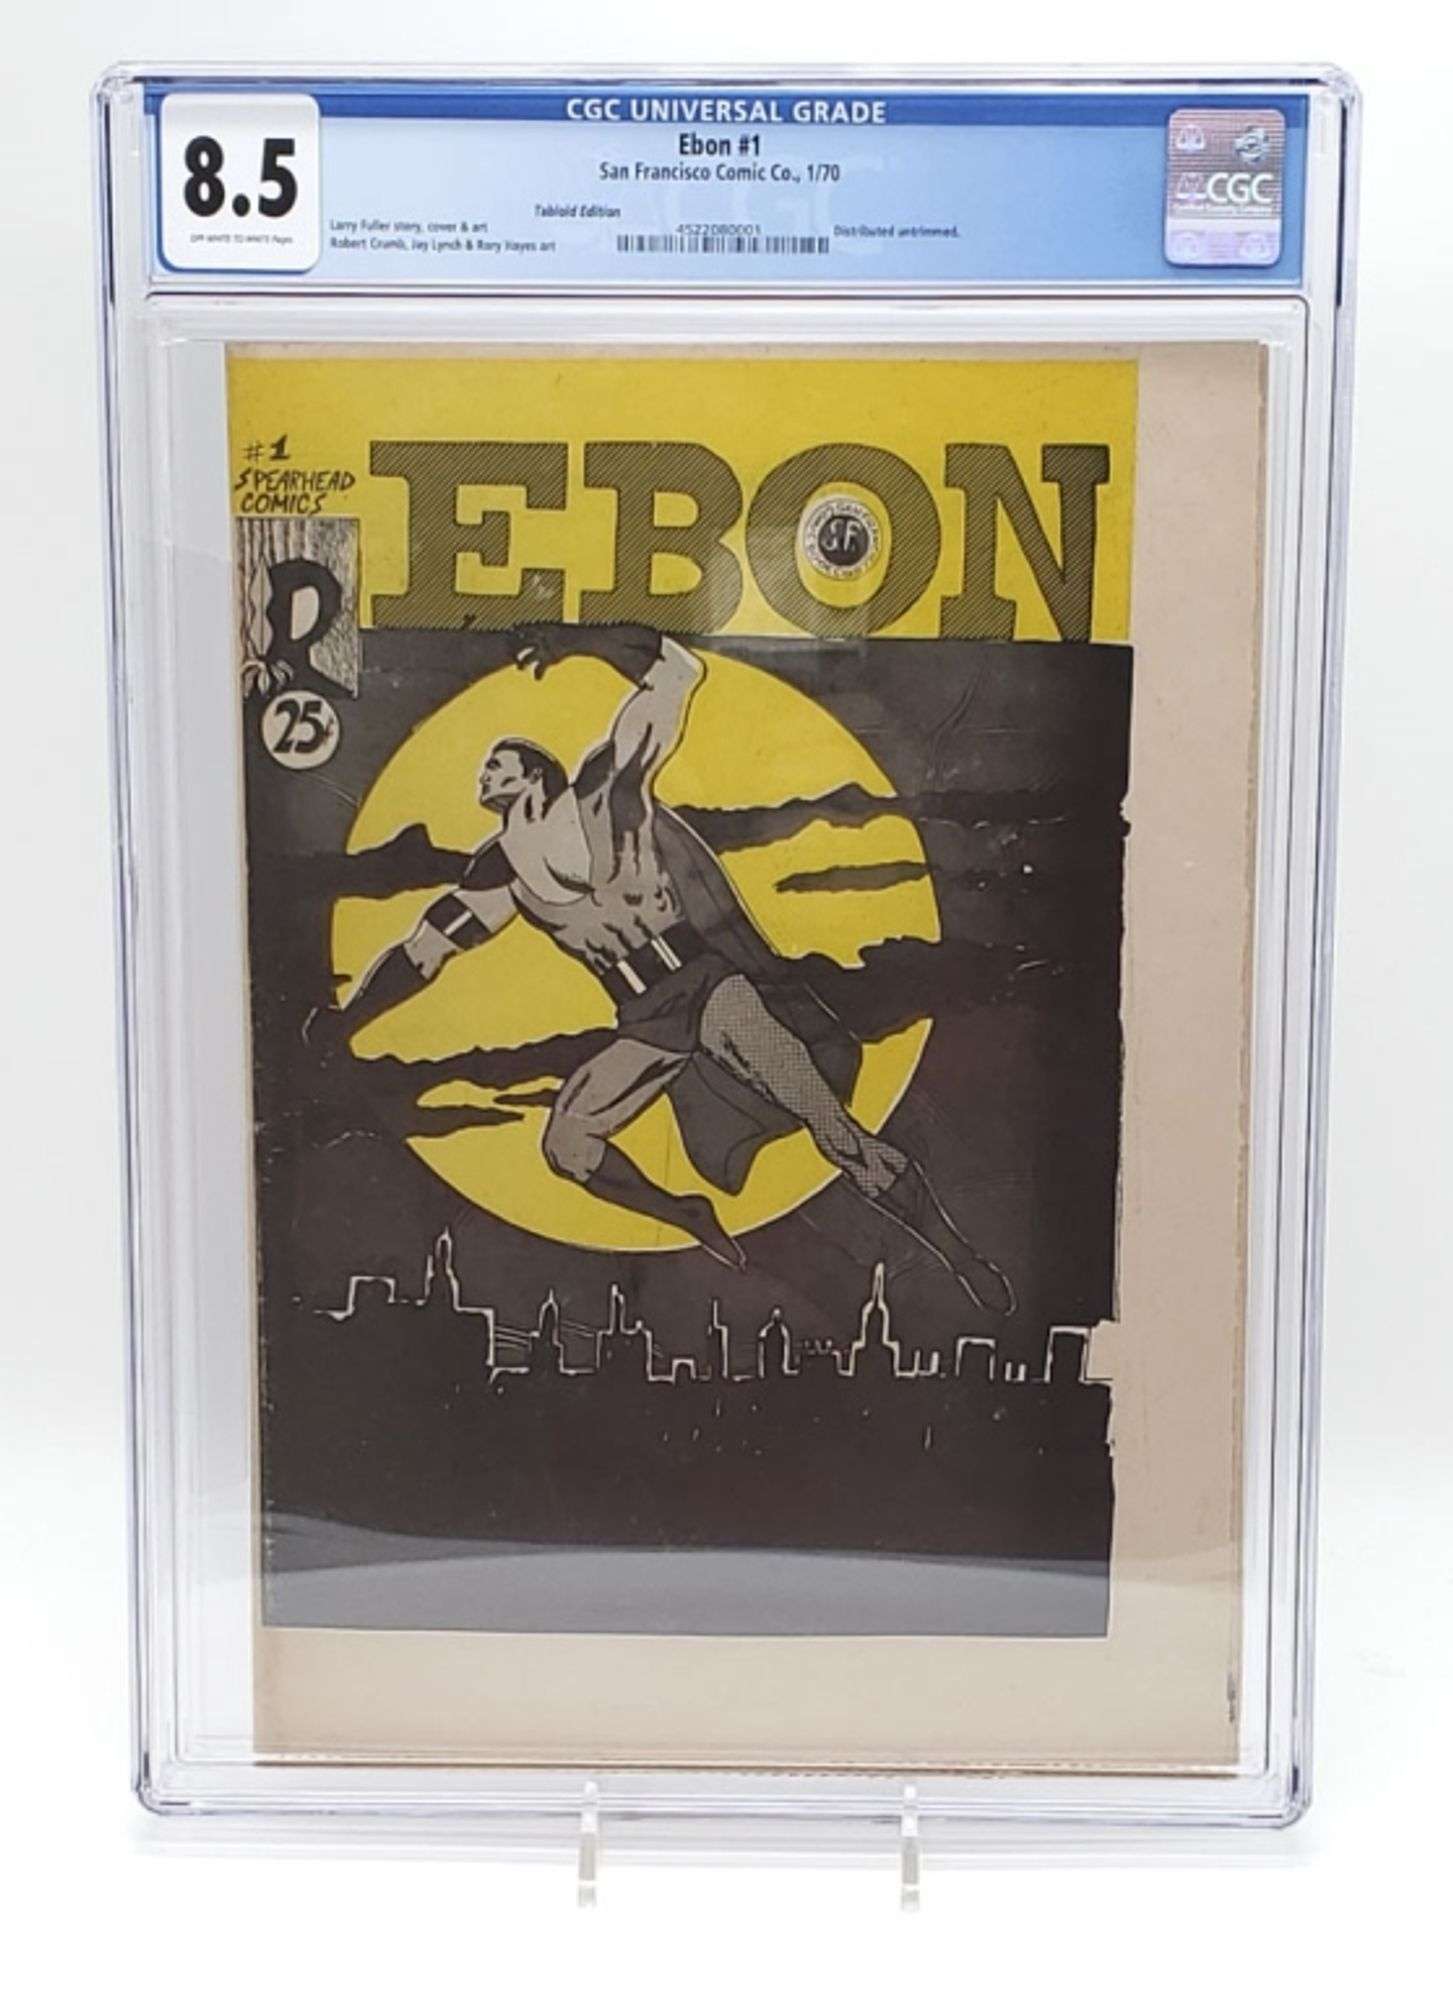 CGC UNIVERSAL GRADE
8.5
OFF-WHITE TO WHITE Pages
Ebon #1
San Francisco Comic Co., 1/70
Tabloid Edition
Larry Fuller story, cover & art
Robert Crumb, Jay Lynch & Rory Hayes art
4522080001
Distributed untrimmed.
CGC
#1
SPEARHEAD
COMICS
EBON
S.F.
25¢